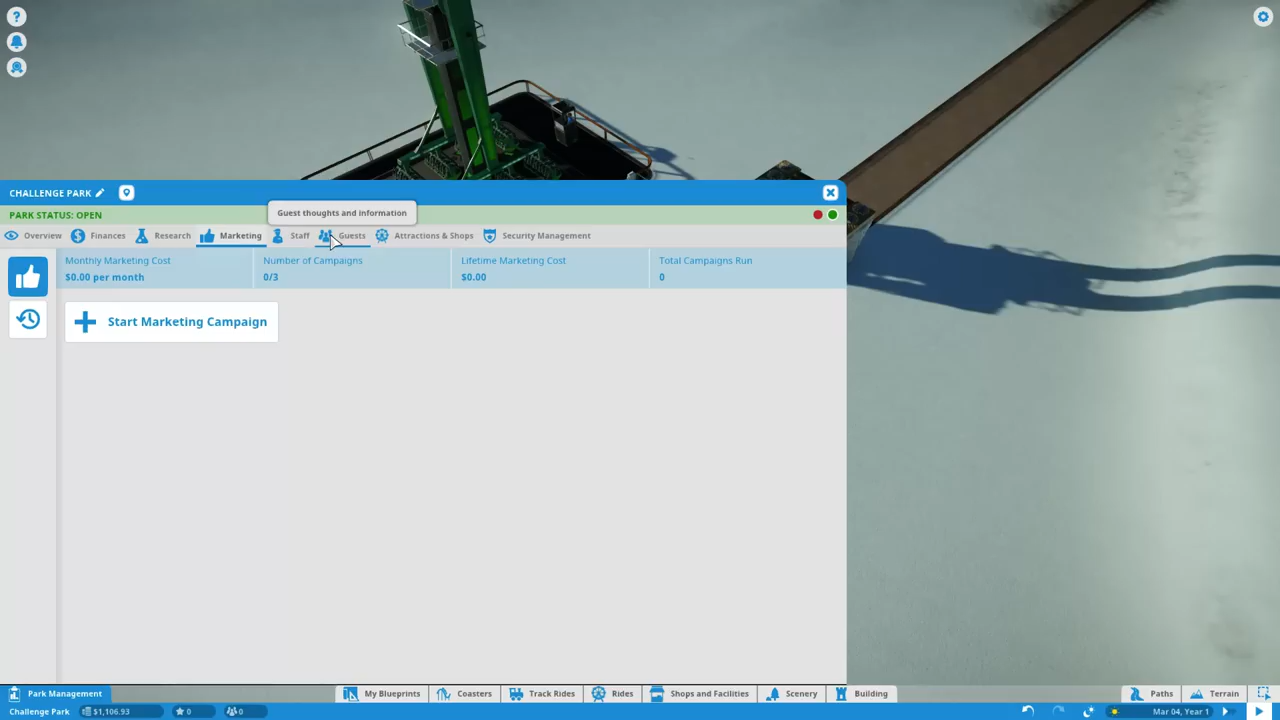 CHALLENGE PARK
PARK STATUS: OPEN
Guest thoughts and information
Overview Finances Research Marketing Staff Guests Attractions & Shops Security Management
Monthly Marketing Cost Number of Campaigns Lifetime Marketing Cost Total Campaigns Run
$0.00 per month 0/3 $0.00 0
Start Marketing Campaign
Park Management My Blueprints Coasters Track Rides Rides Shops and Facilities Scenery Building Paths Terrain
Challenge Park $1,106.93 0 0 Mar 04, Year 1